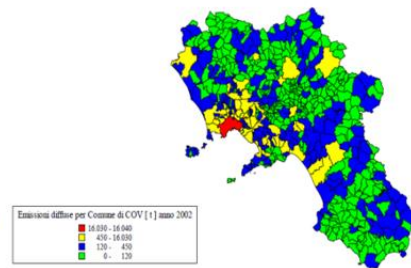 Emissioni diffuse per Comune di COV [ t ] anno 2002
16.030 - 16.040
450 - 16.030
120 - 450
0 - 120